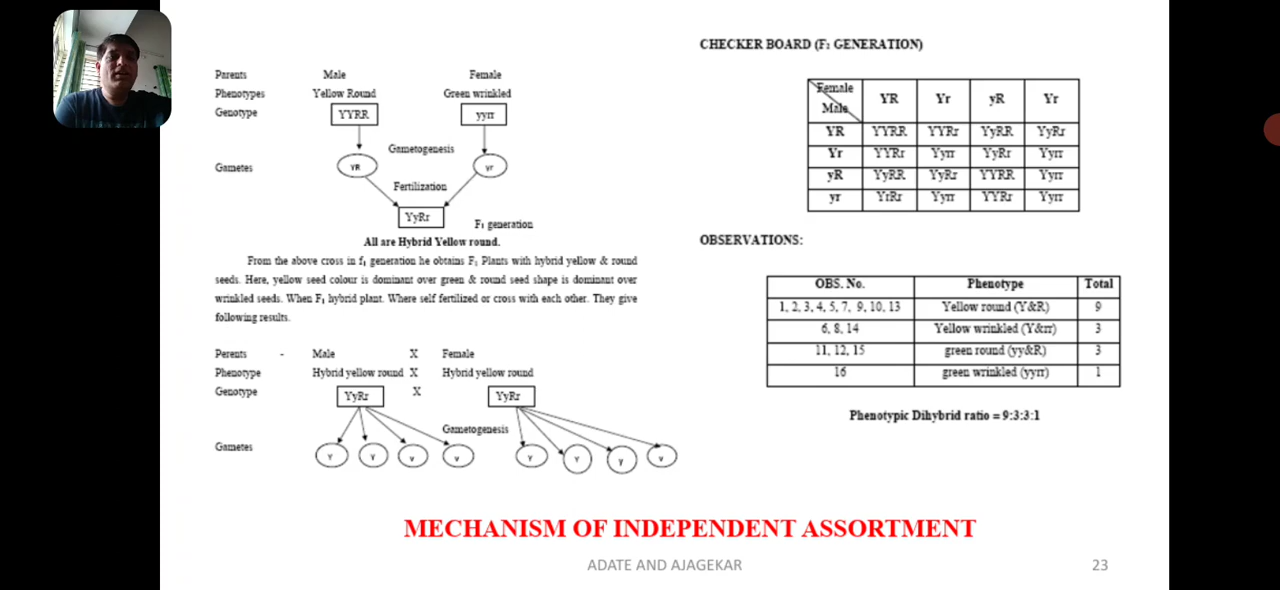 Parents Male Female
Phenotypes Yellow Round Green wrinkled
Genotype YYRR yyrr
Gametogenesis
Gametes YR yr
Fertilization
YyRr
F₁ generation
All are Hybrid Yellow round.
From the above cross in f₁ generation he obtains F₁ Plants with hybrid yellow & round
seeds. Here, yellow seed colour is dominant over green & round seed shape is dominant over
wrinkled seeds. When F₁ hybrid plant. Where self fertilized or cross with each other. They give
following results.
Parents - Male X Female
Phenotype Hybrid yellow round X Hybrid yellow round
Genotype YyRr X YyRr
Gametogenesis
Gametes
CHECKER BOARD (F₂ GENERATION)
Female
Male YR Yr yR Yr
YR YYRR YYRr YyRR YyRr
Yr YYRr Yyrr YyRr Yyrr
yR YyRR YyRr YYRR Yyrr
yr YrRr Yyrr YYRr Yyrr
OBSERVATIONS:
OBS. No. Phenotype Total
1, 2, 3, 4, 5, 7, 9, 10, 13 Yellow round (Y&R) 9
6, 8, 14 Yellow wrinkled (Y&rr) 3
11, 12, 15 green round (yy&R) 3
16 green wrinkled (yyrr) 1
Phenotypic Dihybrid ratio = 9:3:3:1
MECHANISM OF INDEPENDENT ASSORTMENT
ADATE AND AJAGEKAR 23